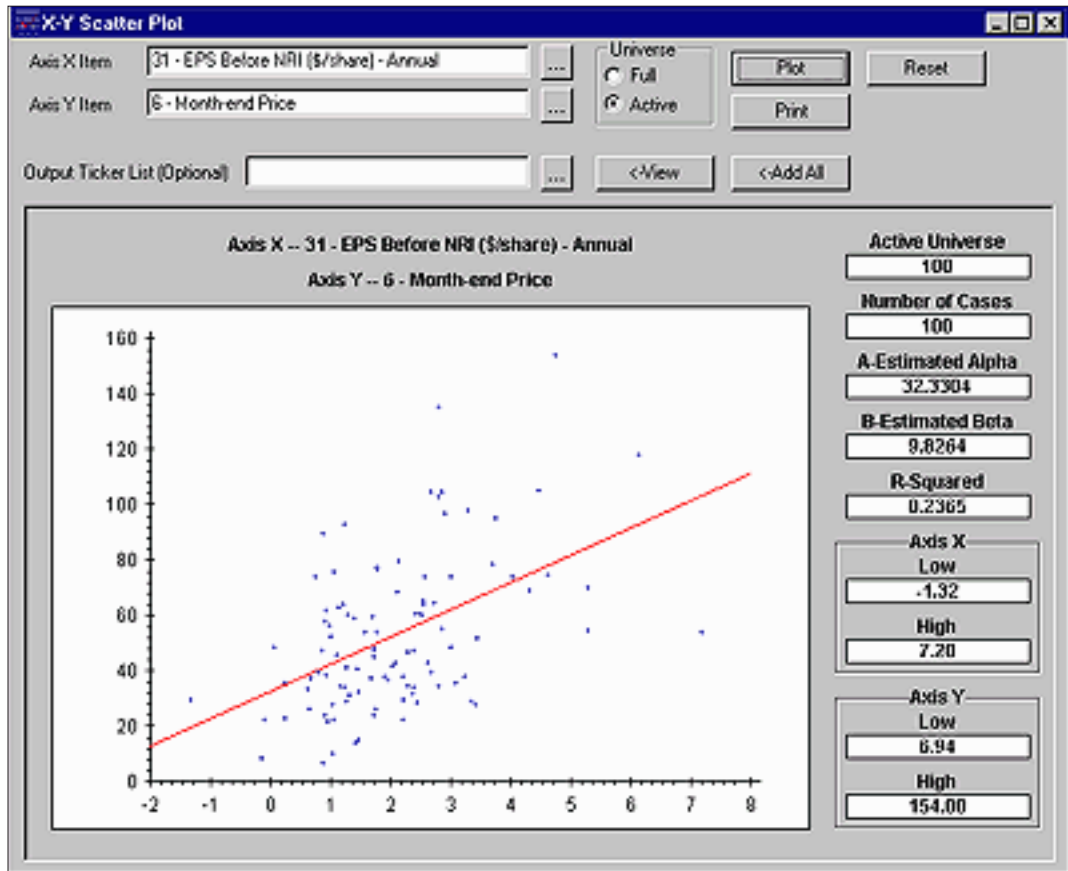 X-Y Scatter Plot
Axis X Item 31 - EPS Before NRI ($/share) - Annual ... Universe Full Plot Reset
Axis Y Item 6 - Month-end Price ... Active Print
Output Ticker List (Optional) ... <-View <-Add All
Axis X -- 31 - EPS Before NRI ($/share) - Annual
Axis Y -- 6 - Month-end Price
160
140
120
100
80
60
40
20
0
-2 -1 0 1 2 3 4 5 6 7 8
Active Universe
100
Number of Cases
100
A-Estimated Alpha
32.3304
B-Estimated Beta
9.8264
R-Squared
0.2365
Axis X
Low
-1.32
High
7.20
Axis Y
Low
6.94
High
154.00